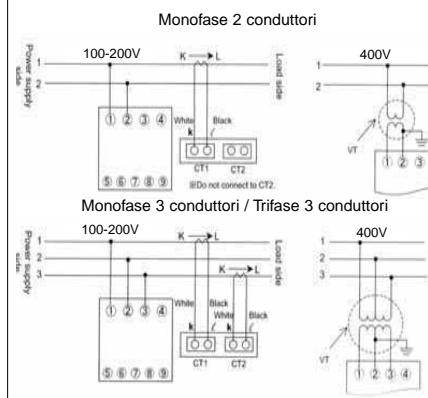 Monofase 2 conduttori
100-200V
K → L
400V
Power supply side
1
2
Load side
1
2
White
k
Black
l
① ② ③ ④
CT1 CT2
⑤ ⑥ ⑦ ⑧ ⑨
※Do not connect to CT2.
VT
① ② ③
Monofase 3 conduttori / Trifase 3 conduttori
100-200V
K → L
400V
Power supply side
1
2
3
K → L
Load side
1
2
3
White Black
k White l Black
k l
① ② ③ ④
CT1 CT2
⑤ ⑥ ⑦ ⑧ ⑨
VT
① ② ③ ④